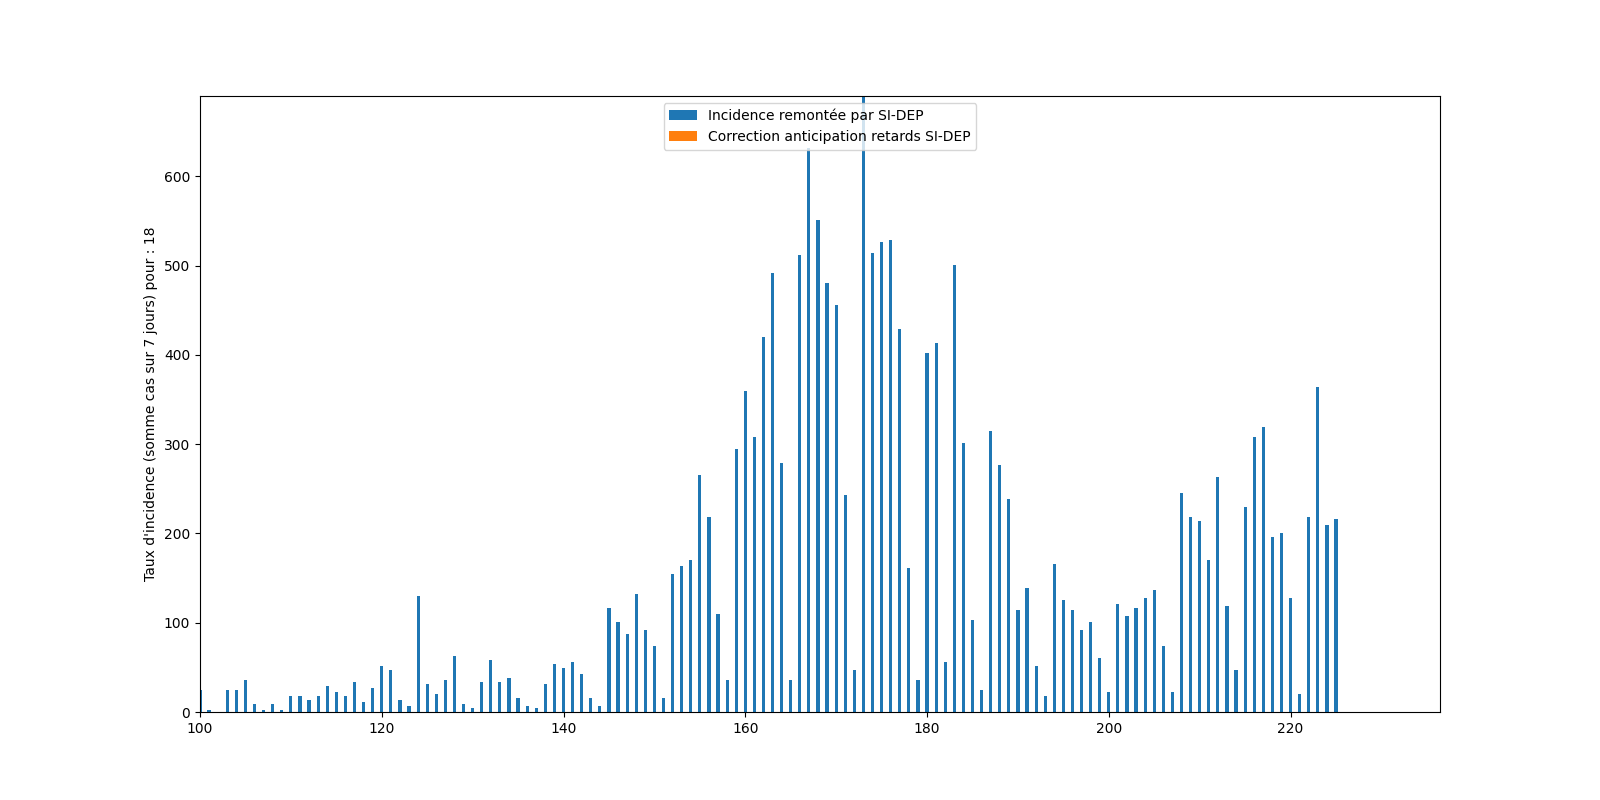 Incidence remontée par SI-DEP
Correction anticipation retards SI-DEP
Taux d'incidence (somme cas sur 7 jours) pour : 18
600
500
400
300
200
100
0
100 120 140 160 180 200 220